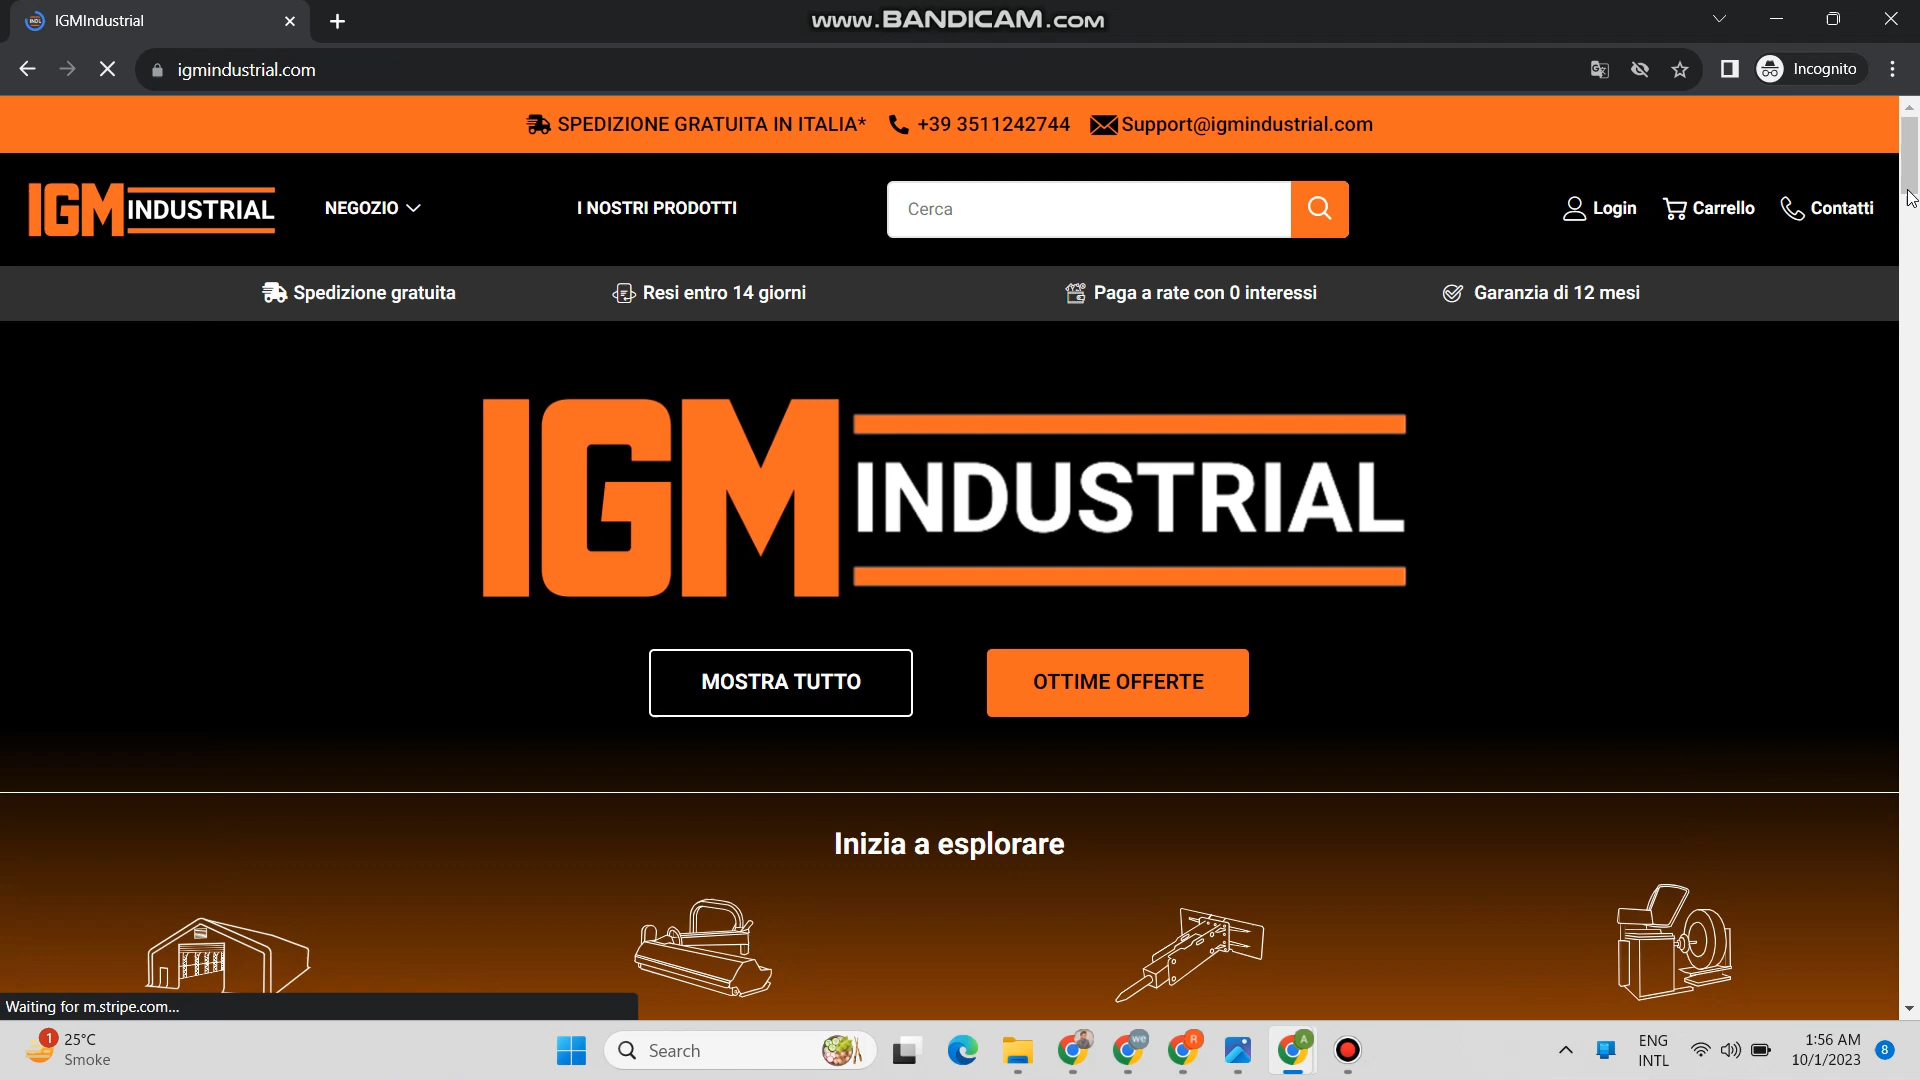 IGMIndustrial
www.BANDICAM.com
igmindustrial.com
Incognito
SPEDIZIONE GRATUITA IN ITALIA* +39 3511242744 Support@igmindustrial.com
IGM INDUSTRIAL
NEGOZIO
I NOSTRI PRODOTTI
Cerca
Login
Carrello
Contatti
Spedizione gratuita
Resi entro 14 giorni
Paga a rate con 0 interessi
Garanzia di 12 mesi
IGM INDUSTRIAL
MOSTRA TUTTO
OTTIME OFFERTE
Inizia a esplorare
Waiting for m.stripe.com...
1
25°C
Smoke
Search
we
R
A
ENG
INTL
1:56 AM
10/1/2023
8